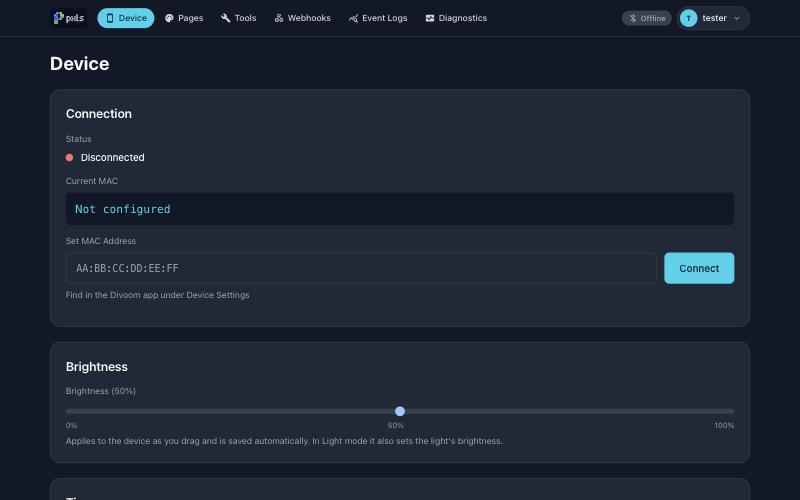 pixls
Device
Pages
Tools
Webhooks
Event Logs
Diagnostics
Offline
T
tester
Device
Connection
Status
Disconnected
Current MAC
Not configured
Set MAC Address
AA:BB:CC:DD:EE:FF
Connect
Find in the Divoom app under Device Settings
Brightness
Brightness (50%)
0%
50%
100%
Applies to the device as you drag and is saved automatically. In Light mode it also sets the light's brightness.